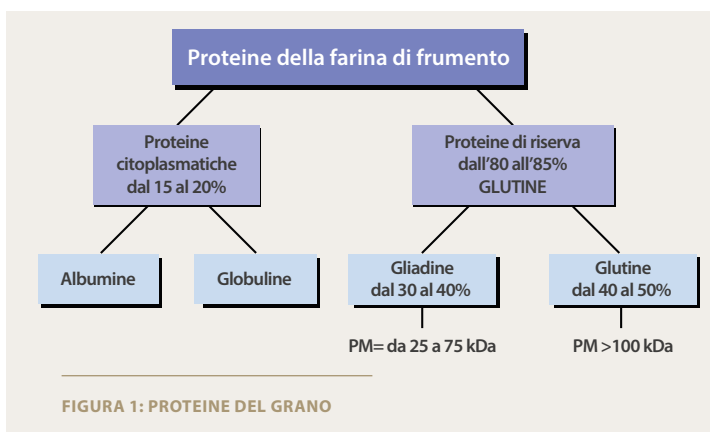 Proteine della farina di frumento
Proteine
citoplasmatiche
dal 15 al 20%
Proteine di riserva
dall'80 all'85%
GLUTINE
Albumine
Globuline
Gliadine
dal 30 al 40%
Glutine
dal 40 al 50%
PM= da 25 a 75 kDa
PM >100 kDa
FIGURA 1: PROTEINE DEL GRANO